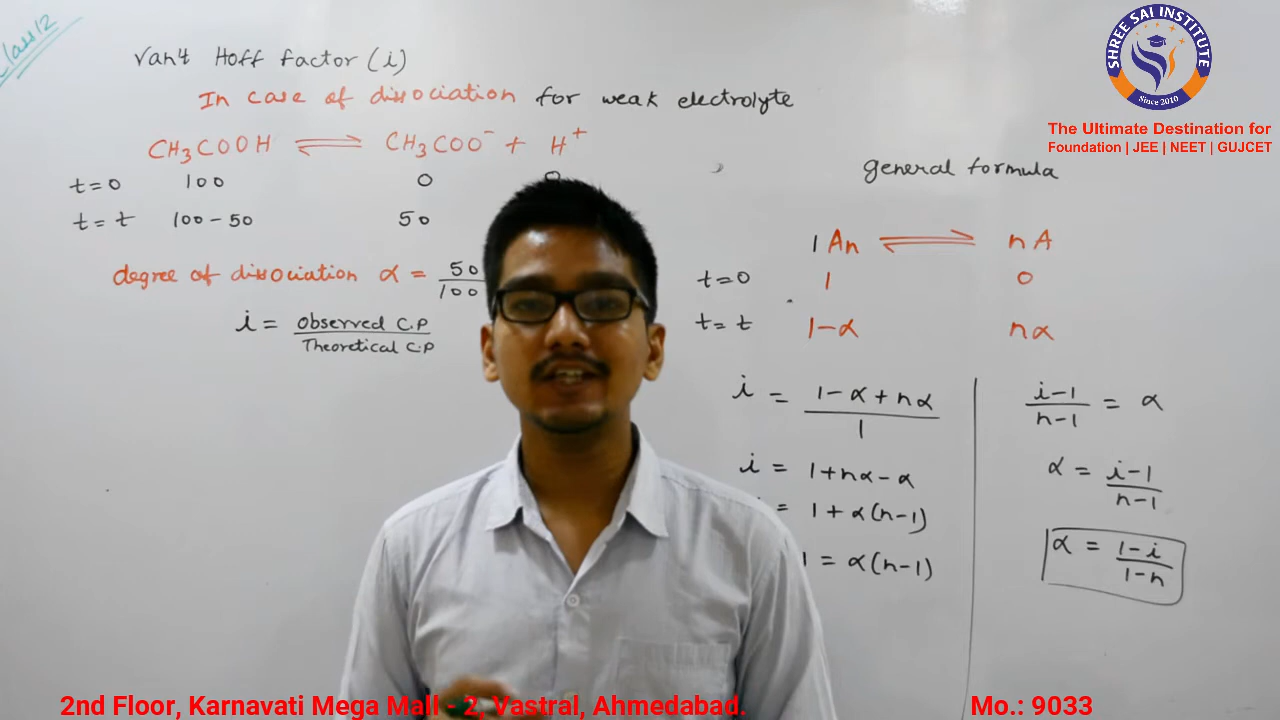 Class 12
Van't Hoff factor (i)
In case of dissociation for weak electrolyte
CH₃COOH ⇌ CH₃COO⁻ + H⁺
t=0 100 0 0
t=t 100-50 50
degree of dissociation α = 50/100
i = Observed C.P / Theoretical C.P
general formula
1 An ⇌ nA
t=0 1 0
t=t 1-α nα
i = 1-α+nα / 1
i = 1+nα-α
= 1+α(n-1)
1 = α(n-1)
i-1 / n-1 = α
α = i-1 / n-1
α = 1-i / 1-n
SHREE SAI INSTITUTE
Since 2010
The Ultimate Destination for
Foundation | JEE | NEET | GUJCET
2nd Floor, Karnavati Mega Mall - 2, Vastral, Ahmedabad. Mo.: 9033